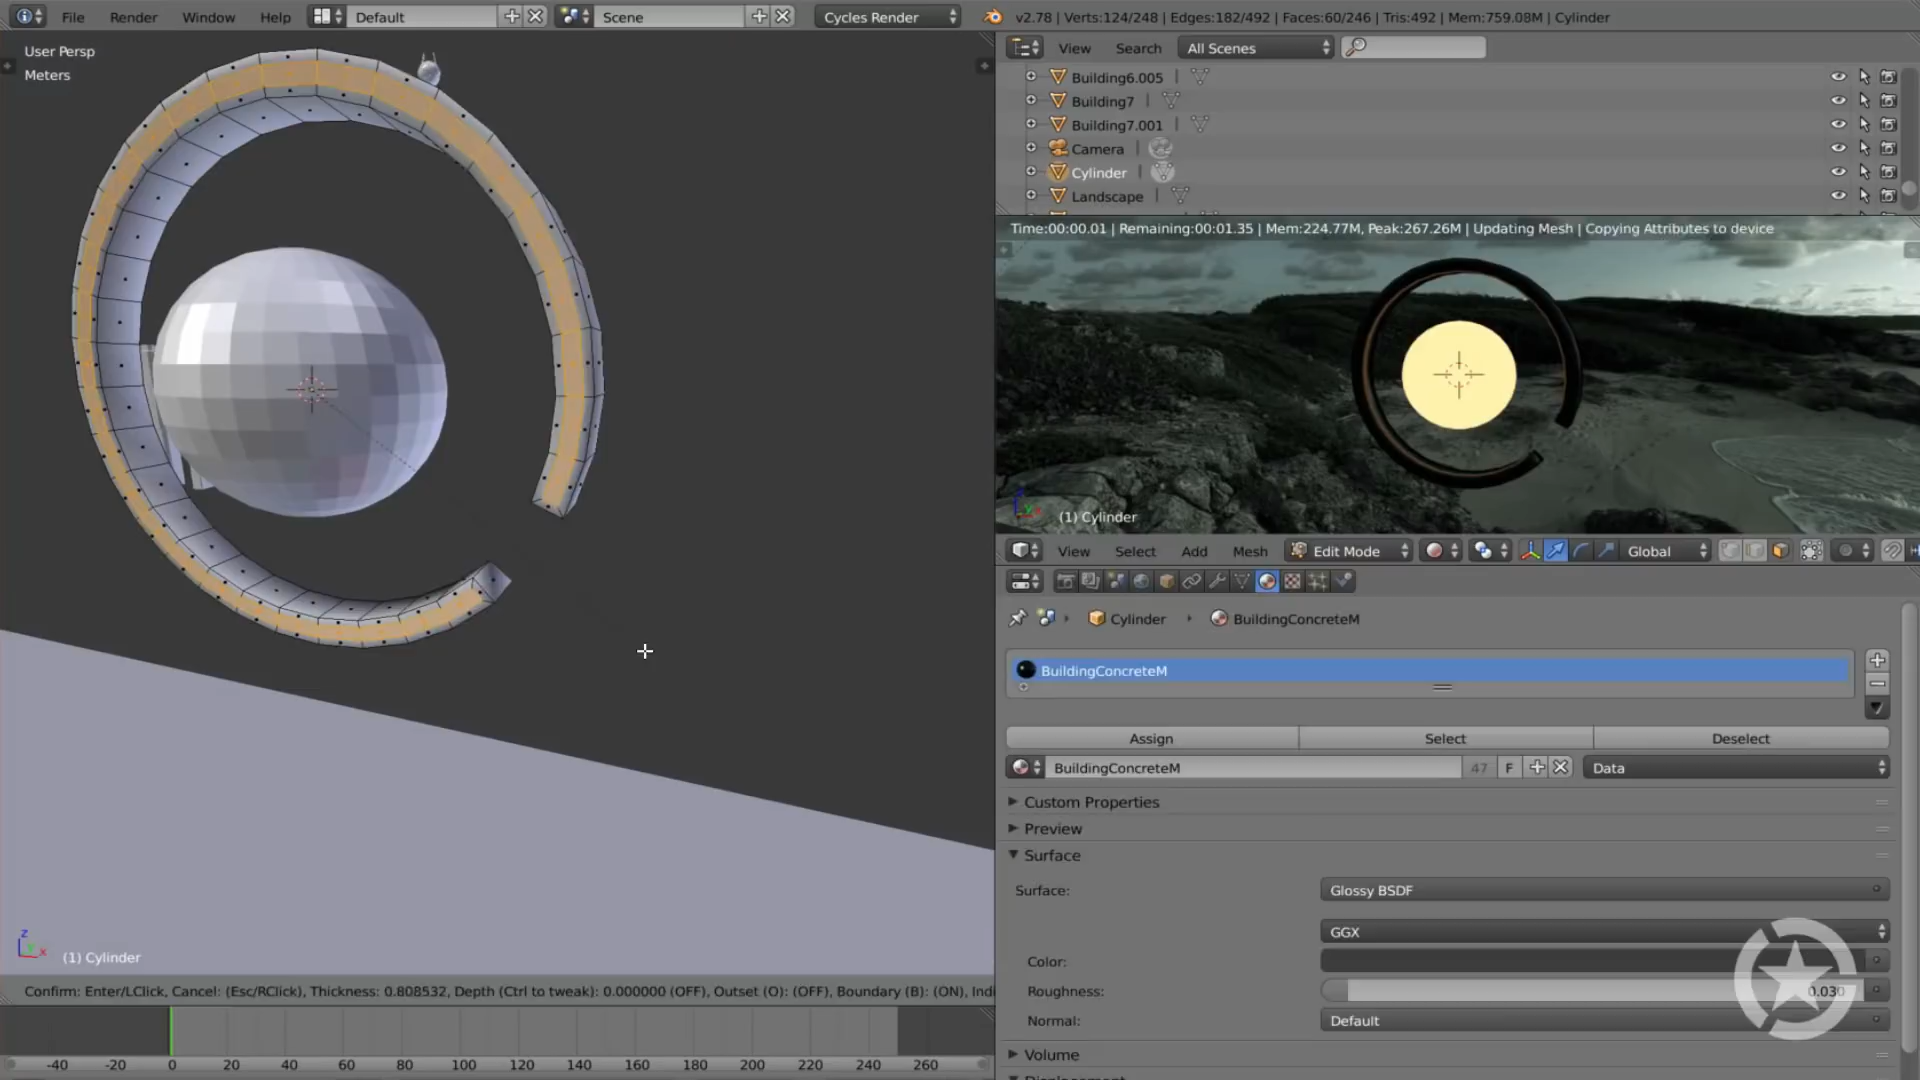 File Render Window Help Default Scene Cycles Render v2.78 | Verts:124/248 | Edges:182/492 | Faces:60/246 | Tris:492 | Mem:759.08M | Cylinder
User Persp
Meters
View Search All Scenes
Building6.005
Building7
Building7.001
Camera
Cylinder
Landscape
Time:00:00.01 | Remaining:00:01.35 | Mem:224.77M, Peak:267.26M | Updating Mesh | Copying Attributes to device
(1) Cylinder
View Select Add Mesh Edit Mode Global
Cylinder BuildingConcreteM
BuildingConcreteM
Assign Select Deselect
BuildingConcreteM 47 F Data
Custom Properties
Preview
Surface
Surface: Glossy BSDF
GGX
Color:
Roughness: 0.030
Normal: Default
Volume
z
x
(1) Cylinder
Confirm: Enter/LClick, Cancel: (Esc/RClick), Thickness: 0.808532, Depth (Ctrl to tweak): 0.000000 (OFF), Outset (O): (OFF), Boundary (B): (ON), Indi
-40 -20 0 20 40 60 80 100 120 140 160 180 200 220 240 260